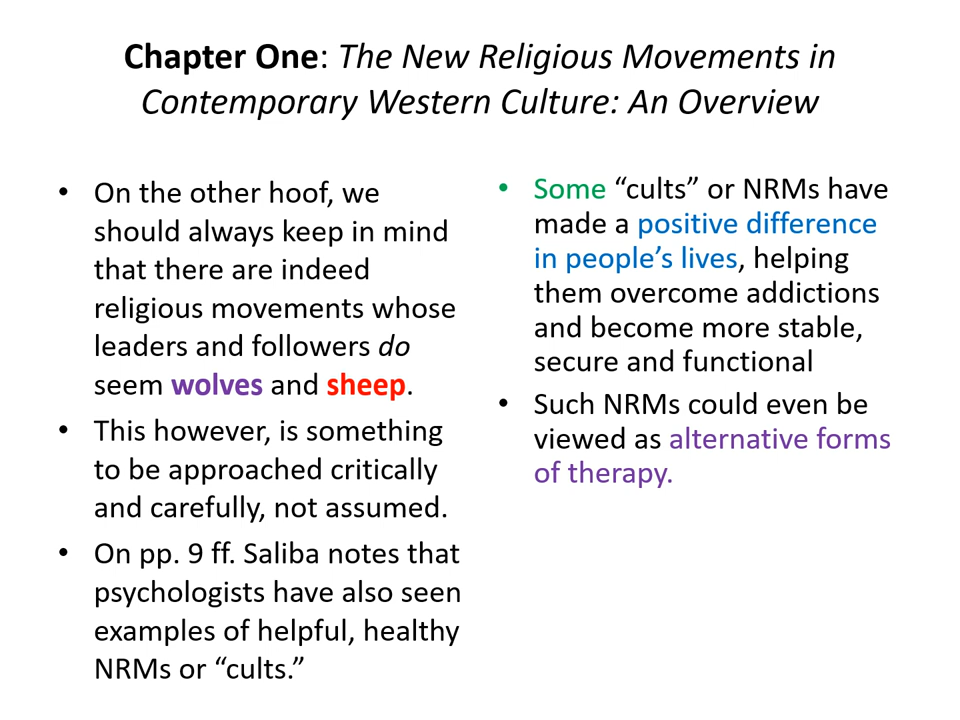 Chapter One: The New Religious Movements in
Contemporary Western Culture: An Overview
• On the other hoof, we
should always keep in mind
that there are indeed
religious movements whose
leaders and followers do
seem wolves and sheep.
• This however, is something
to be approached critically
and carefully, not assumed.
• On pp. 9 ff. Saliba notes that
psychologists have also seen
examples of helpful, healthy
NRMs or “cults.”
• Some “cults” or NRMs have
made a positive difference
in people’s lives, helping
them overcome addictions
and become more stable,
secure and functional
• Such NRMs could even be
viewed as alternative forms
of therapy.